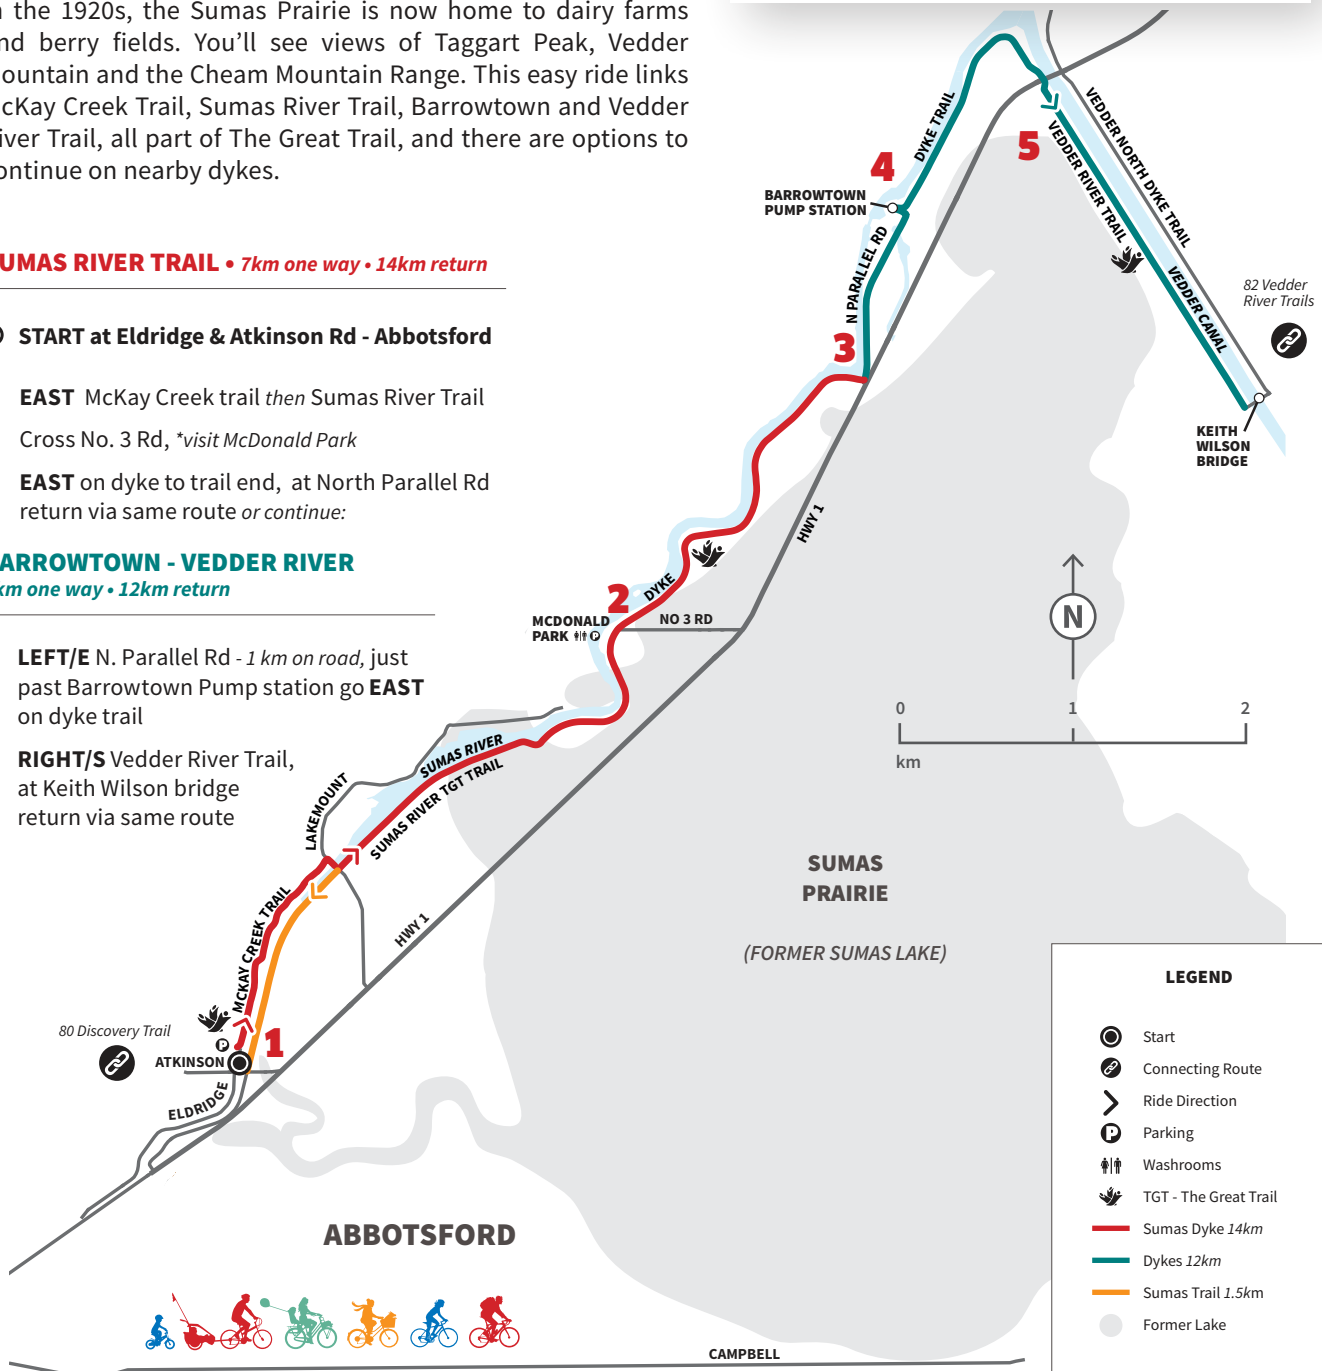 the 1920s, the Sumas Prairie is now home to dairy farms
and berry fields. You'll see views of Taggart Peak, Vedder
Mountain and the Cheam Mountain Range. This easy ride links
McKay Creek Trail, Sumas River Trail, Barrowtown and Vedder
River Trail, all part of The Great Trail, and there are options to
continue on nearby dykes.
UMAS RIVER TRAIL • 7km one way • 14km return
START at Eldridge & Atkinson Rd - Abbotsford
EAST McKay Creek trail then Sumas River Trail
Cross No. 3 Rd, *visit McDonald Park
EAST on dyke to trail end, at North Parallel Rd
return via same route or continue:
ARROWTOWN - VEDDER RIVER
km one way • 12km return
LEFT/E N. Parallel Rd - 1 km on road, just
past Barrowtown Pump station go EAST
on dyke trail
RIGHT/S Vedder River Trail,
at Keith Wilson bridge
return via same route
DYKE TRAIL
4
5
BARROWTOWN
PUMP STATION
N PARALLEL RD
3
VEDDER NORTH DYKE TRAIL
VEDDER RIVER TRAIL
VEDDER CANAL
82 Vedder
River Trails
KEITH
WILSON
BRIDGE
HWY 1
2
DYKE
MCDONALD
PARK
P
NO 3 RD
N
0
1
2
km
SUMAS RIVER
SUMAS RIVER TGT TRAIL
LAKEMOUNT
MCKAY CREEK TRAIL
HWY 1
SUMAS
PRAIRIE
(FORMER SUMAS LAKE)
80 Discovery Trail
P
1
ATKINSON
ELDRIDGE
ABBOTSFORD
CAMPBELL
LEGEND
Start
Connecting Route
Ride Direction
P Parking
Washrooms
TGT - The Great Trail
Sumas Dyke 14km
Dykes 12km
Sumas Trail 1.5km
Former Lake